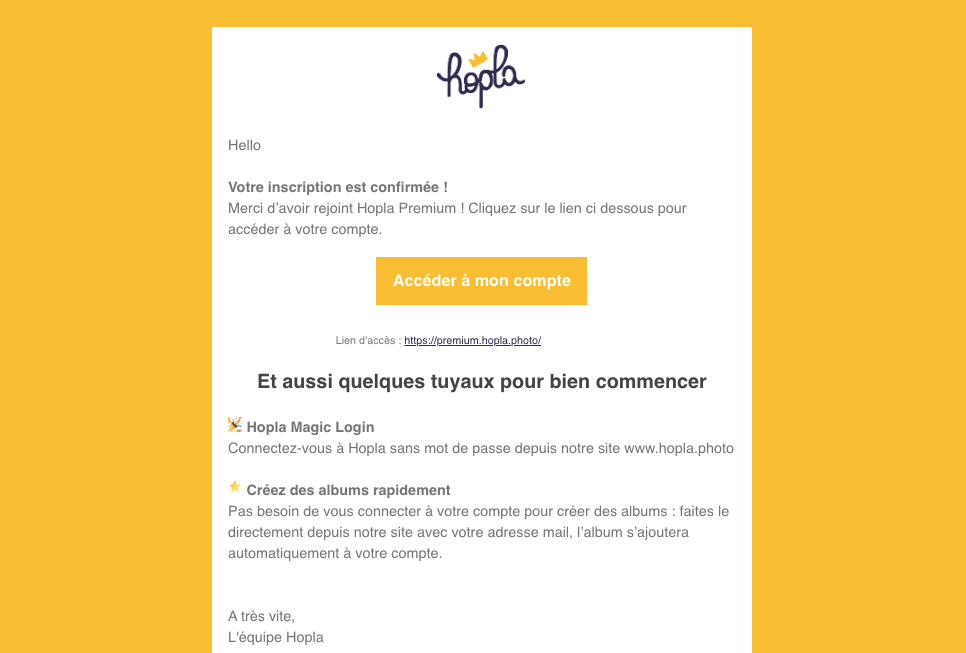 hopla
Hello
Votre inscription est confirmée !
Merci d’avoir rejoint Hopla Premium ! Cliquez sur le lien ci dessous pour
accéder à votre compte.
Accéder à mon compte
Lien d'accès : https://premium.hopla.photo/
Et aussi quelques tuyaux pour bien commencer
Hopla Magic Login
Connectez-vous à Hopla sans mot de passe depuis notre site www.hopla.photo
Créez des albums rapidement
Pas besoin de vous connecter à votre compte pour créer des albums : faites le
directement depuis notre site avec votre adresse mail, l’album s’ajoutera
automatiquement à votre compte.
A très vite,
L'équipe Hopla